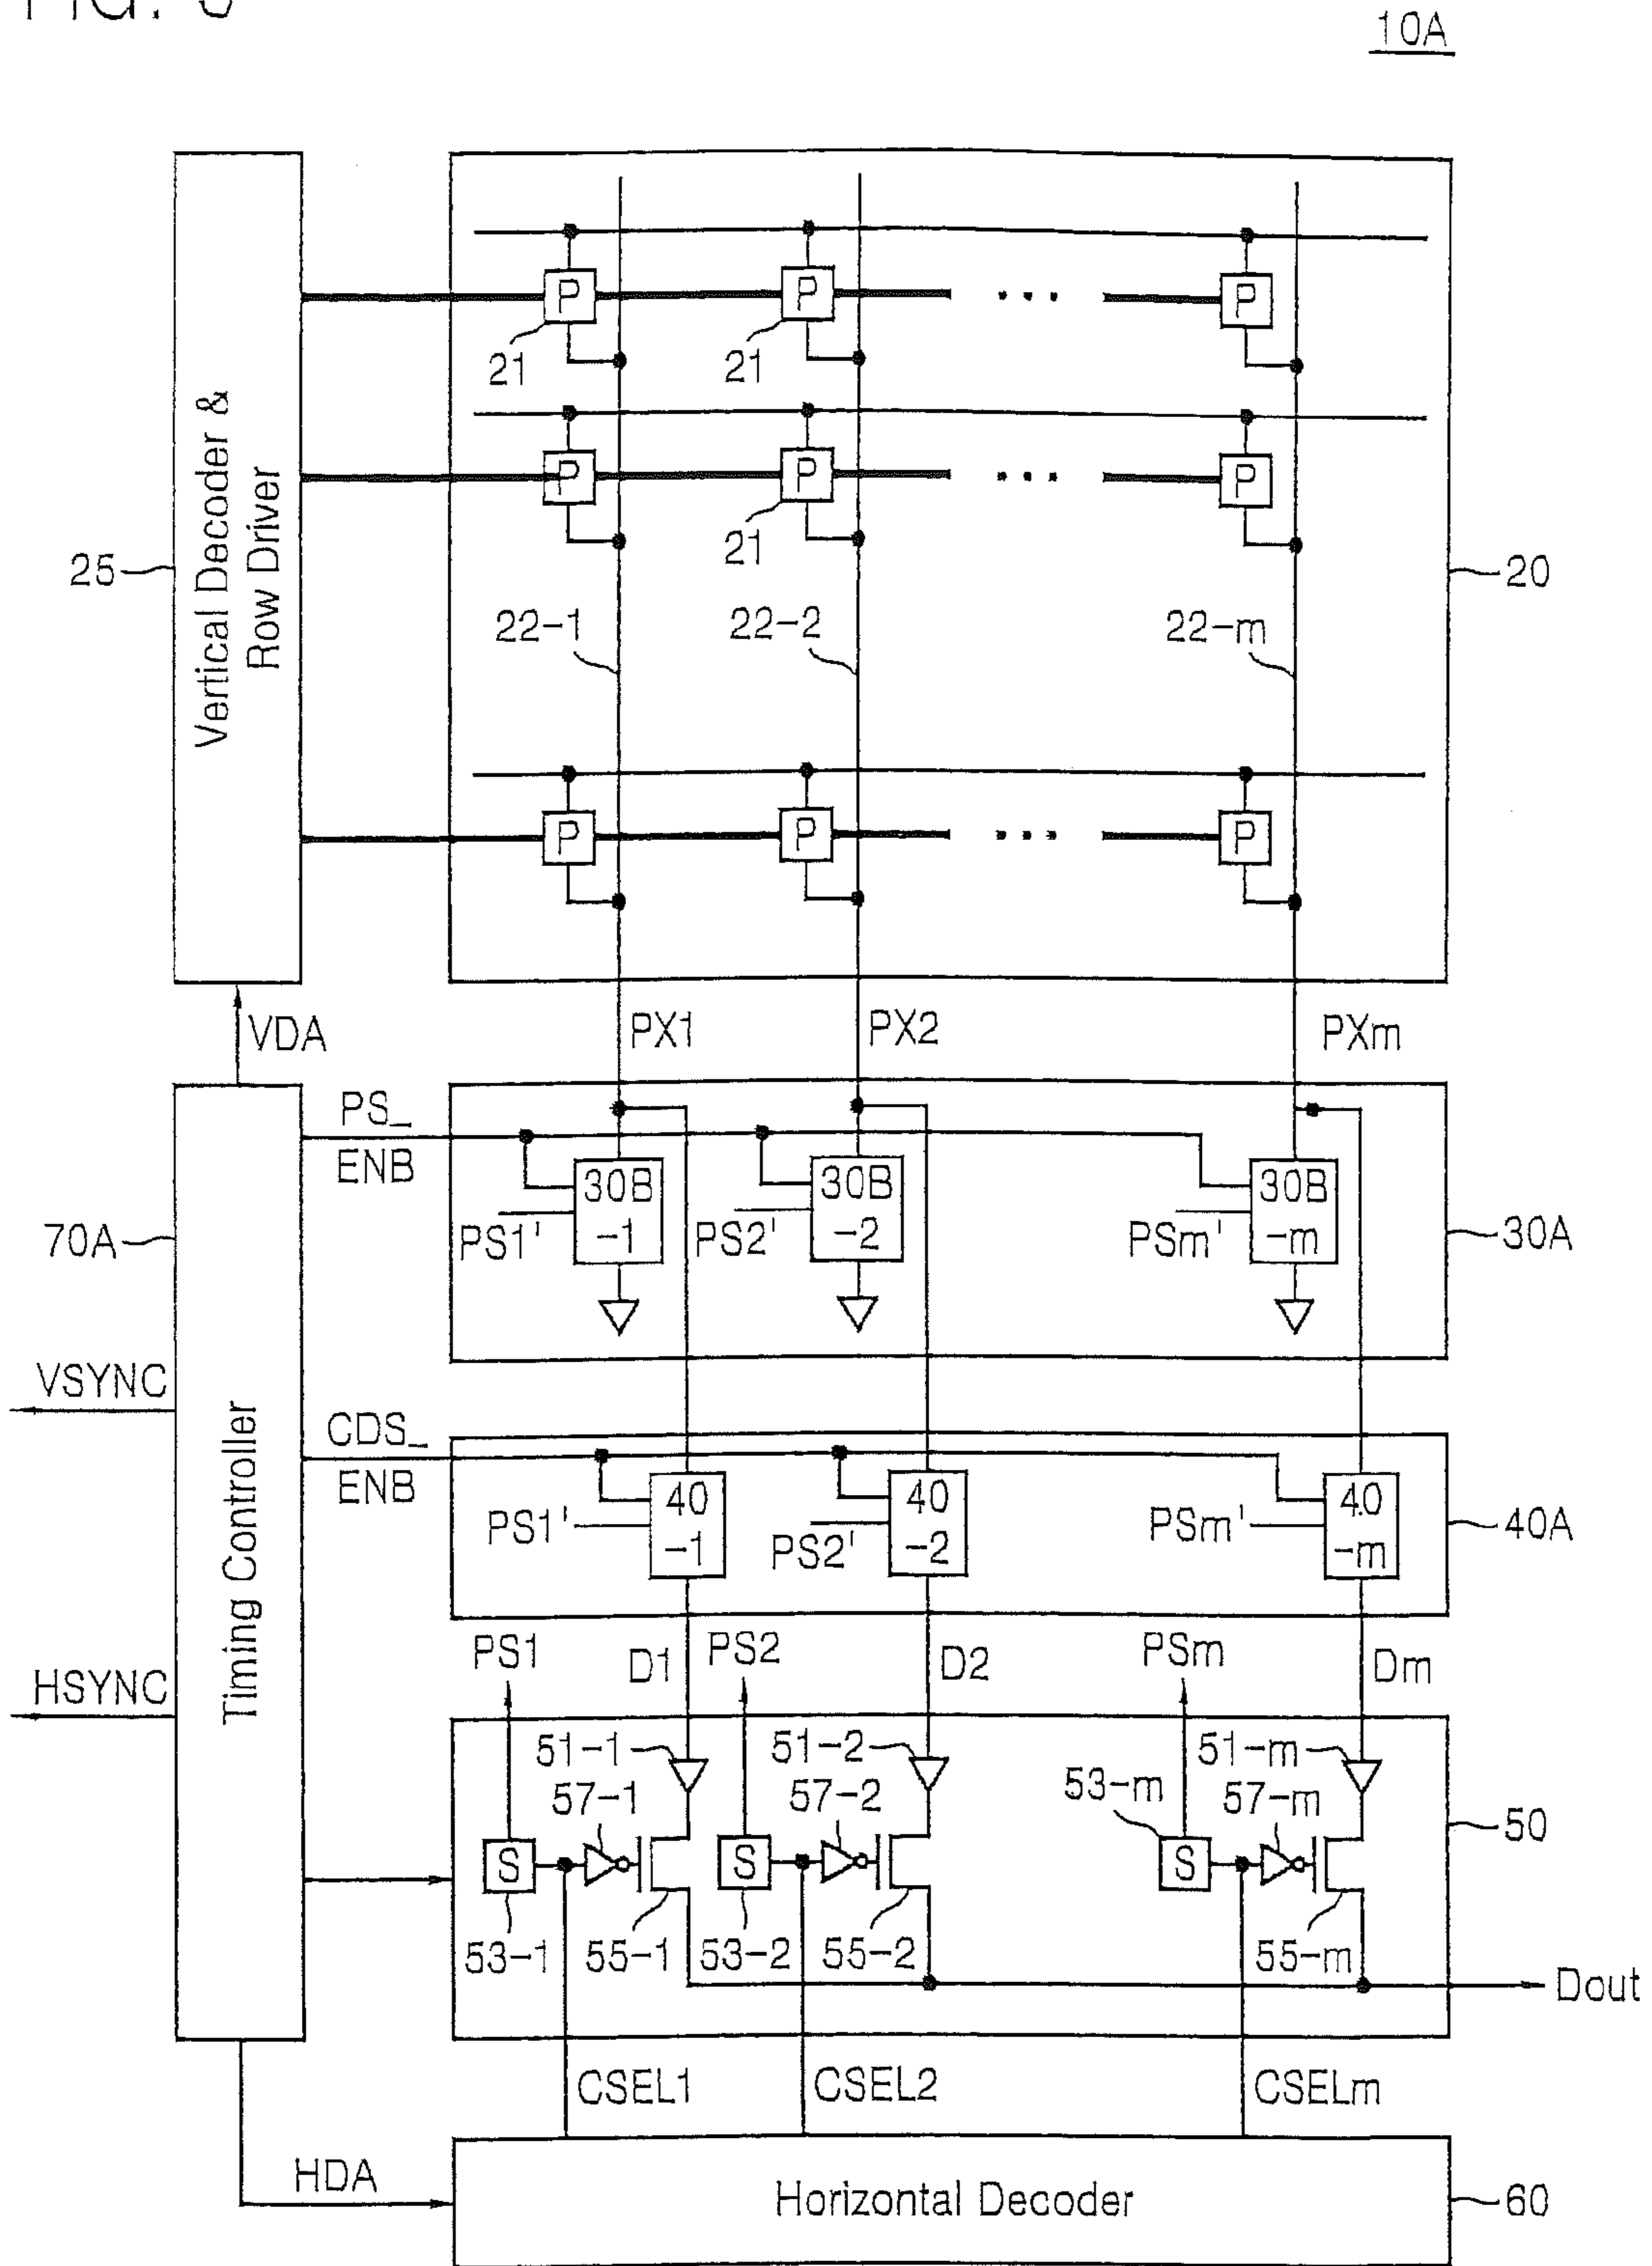 10A
P P P
21 21
P P P
21
Vertical Decoder &
Row Driver
25
20
22-1 22-2 22-m
P P P
VDA
PX1 PX2 PXm
PS_
ENB
30B
-1
30B
-2
30B
-m
PS1' PS2' PSm'
70A
30A
VSYNC
Timing Controller
CDS_
ENB
40
-1
40
-2
40
-m
PS1' PS2' PSm'
40A
PS1 D1 PS2 D2 PSm Dm
HSYNC
51-1 51-2 51-m
57-1 57-2 53-m 57-m
50
S S S
53-1 55-1 53-2 55-2 55-m
Dout
CSEL1 CSEL2 CSELm
HDA
Horizontal Decoder
60